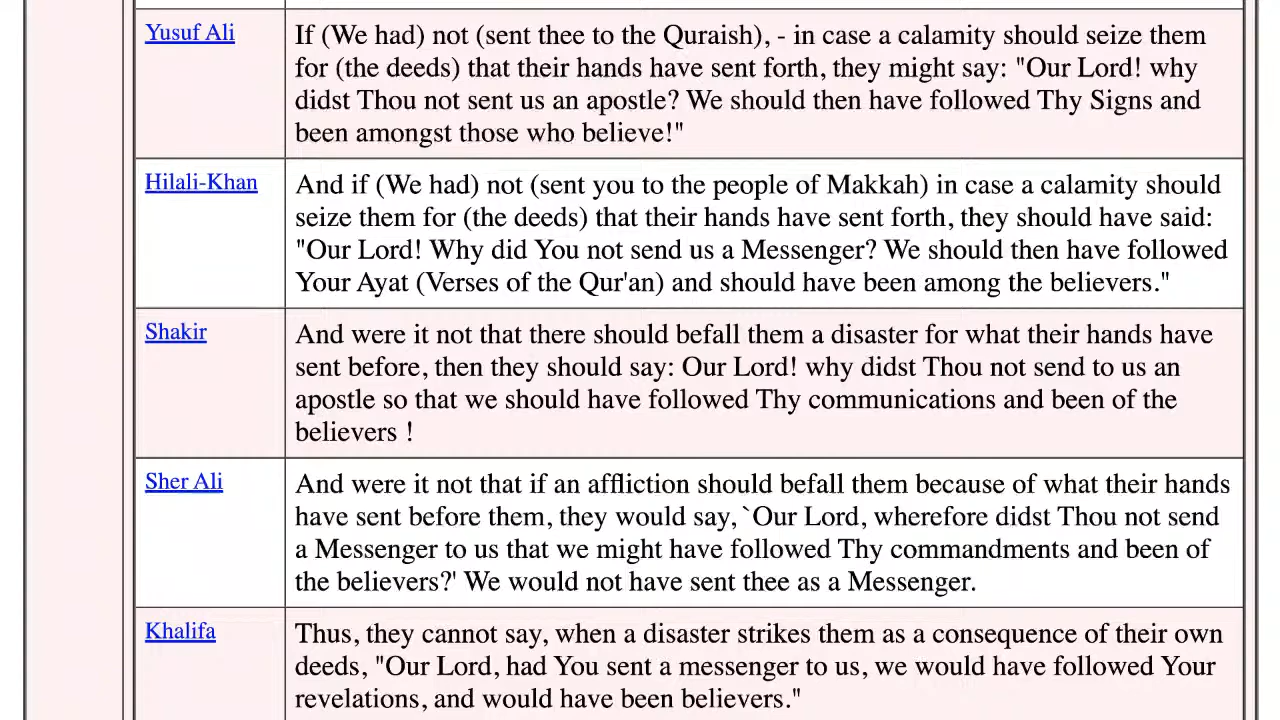 Yusuf Ali
If (We had) not (sent thee to the Quraish), - in case a calamity should seize them
for (the deeds) that their hands have sent forth, they might say: "Our Lord! why
didst Thou not sent us an apostle? We should then have followed Thy Signs and
been amongst those who believe!"
Hilali-Khan
And if (We had) not (sent you to the people of Makkah) in case a calamity should
seize them for (the deeds) that their hands have sent forth, they should have said:
"Our Lord! Why did You not send us a Messenger? We should then have followed
Your Ayat (Verses of the Qur'an) and should have been among the believers."
Shakir
And were it not that there should befall them a disaster for what their hands have
sent before, then they should say: Our Lord! why didst Thou not send to us an
apostle so that we should have followed Thy communications and been of the
believers !
Sher Ali
And were it not that if an affliction should befall them because of what their hands
have sent before them, they would say, `Our Lord, wherefore didst Thou not send
a Messenger to us that we might have followed Thy commandments and been of
the believers?' We would not have sent thee as a Messenger.
Khalifa
Thus, they cannot say, when a disaster strikes them as a consequence of their own
deeds, "Our Lord, had You sent a messenger to us, we would have followed Your
revelations, and would have been believers."